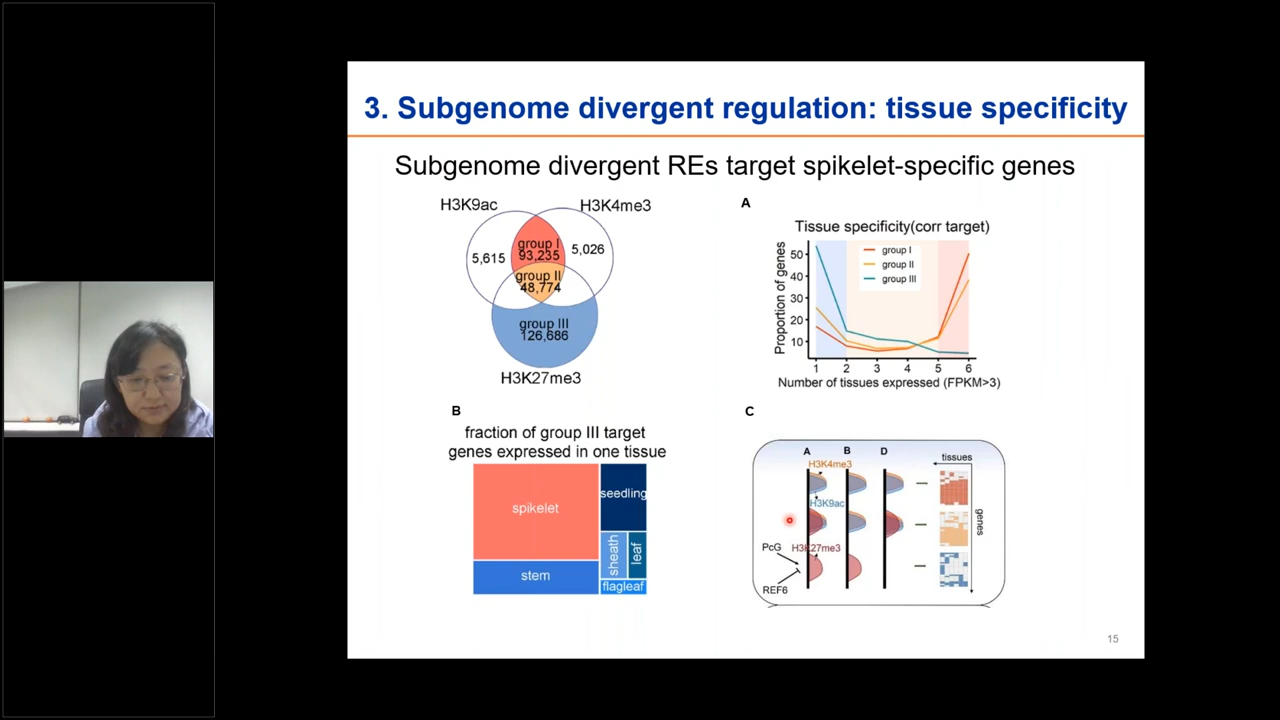 3. Subgenome divergent regulation: tissue specificity
Subgenome divergent REs target spikelet-specific genes
H3K9ac
H3K4me3
group I
93,235
5,615
5,026
group II
48,774
group III
126,686
H3K27me3
A
Tissue specificity(corr target)
group I
group II
group III
Proportion of genes
50
40
30
20
10
1 2 3 4 5 6
Number of tissues expressed (FPKM>3)
B
fraction of group III target
genes expressed in one tissue
spikelet
seedling
sheath
leaf
stem
flagleaf
C
A B D
tissues
H3K4me3
H3K9ac
genes
PcG
H3K27me3
REF6
15